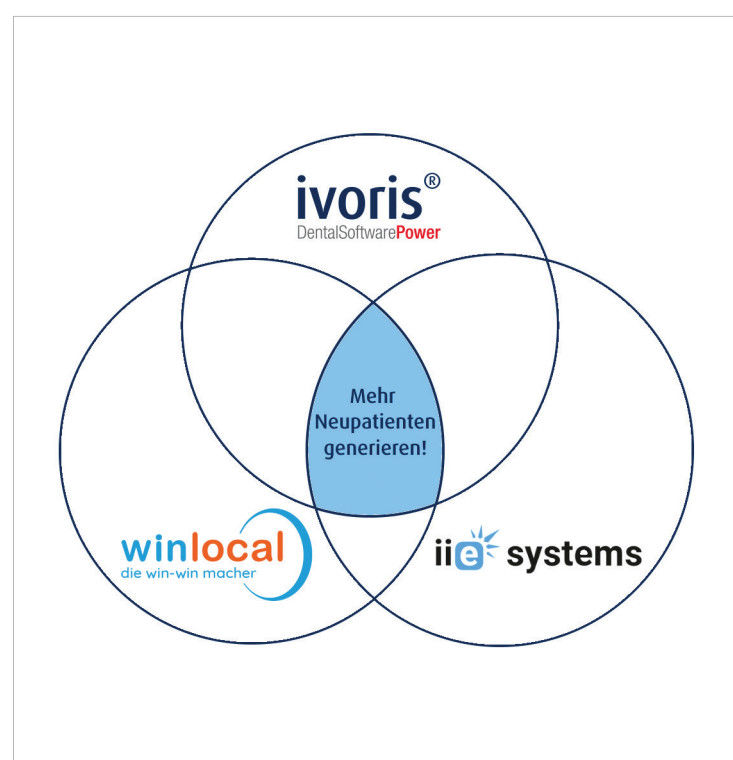 ivoris®
DentalSoftwarePower
Mehr
Neupatienten
generieren!
winlocal
die win-win macher
iie systems